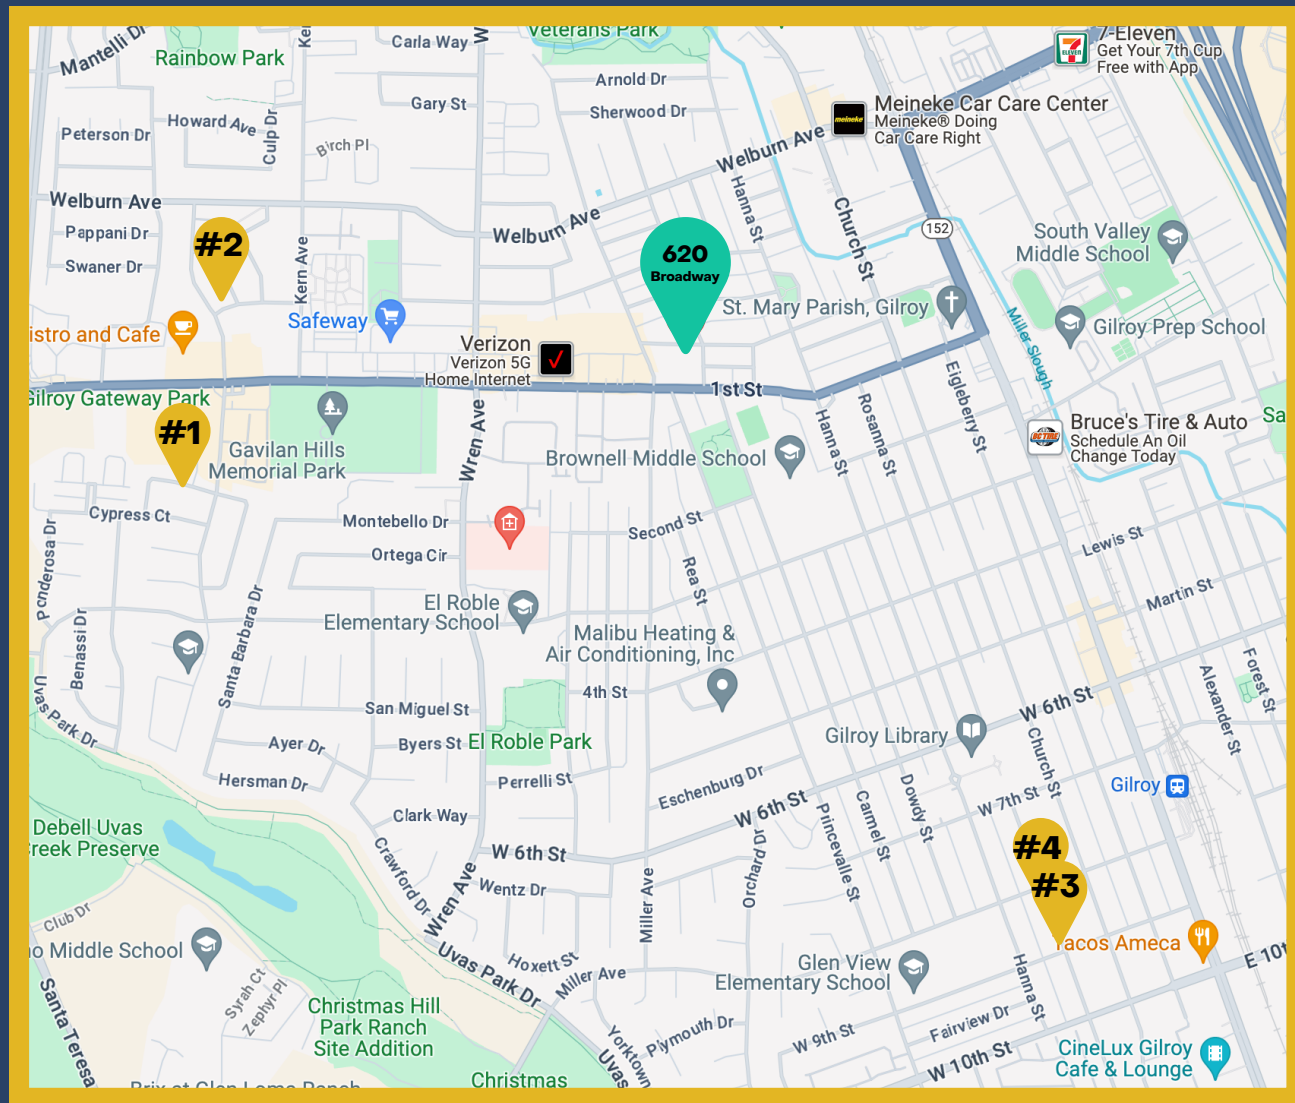 Mantelli Dr
Rainbow Park
Carla Way
Veterans Park
7-Eleven
Get Your 7th Cup
Free with App
Arnold Dr
Gary St
Sherwood Dr
Meineke Car Care Center
Meineke® Doing
Car Care Right
meineke
Peterson Dr
Howard Ave
Culp Dr
Birch Pl
Welburn Ave
Hanna St
Church St
Welburn Ave
Pappani Dr
Swaner Dr
Kern Ave
Welburn Ave
152
South Valley
Middle School
#2
620
Broadway
St. Mary Parish, Gilroy
Miller Slough
Gilroy Prep School
istro and Cafe
Safeway
Verizon
Verizon 5G
Home Internet
1st St
Eigleberry St
Gilroy Gateway Park
#1
Gavilan Hills
Memorial Park
Wren Ave
Brownell Middle School
Hanna St
Rosanna St
Bruce's Tire & Auto
Schedule An Oil
Change Today
Sa
Cypress Ct
Montebello Dr
Ortega Cir
Second St
Rea St
Lewis St
Martin St
Ponderosa Dr
Benassi Dr
Santa Barbara Dr
El Roble
Elementary School
Malibu Heating &
Air Conditioning, Inc
4th St
Uvas Park Dr
San Miguel St
Ayer Dr
Byers St
El Roble Park
Hersman Dr
Perrelli St
Eschenburg Dr
W 6th St
Gilroy Library
W 6th St
Church St
Alexander St
Forest St
Gilroy
Clark Way
W 6th St
Princevalle St
Carmel St
Dowdy St
W 7th St
Debell Uvas
Creek Preserve
Crawford Dr
Wren Ave
Wentz Dr
Miller Ave
Orchard Dr
#4
#3
Club Dr
no Middle School
Uvas Park Dr
Hoxett St
Miller Ave
Glen View
Elementary School
Hanna St
Tacos Ameca
E 10t
Santa Teresa
Syrah Ct
Zephyr Pl
Christmas Hill
Park Ranch
Site Addition
Yorktown
Plymouth Dr
W 9th St
Fairview Dr
W 10th St
CineLux Gilroy
Cafe & Lounge
Uvas
Christmas
Brix at Glen Loma Ranch